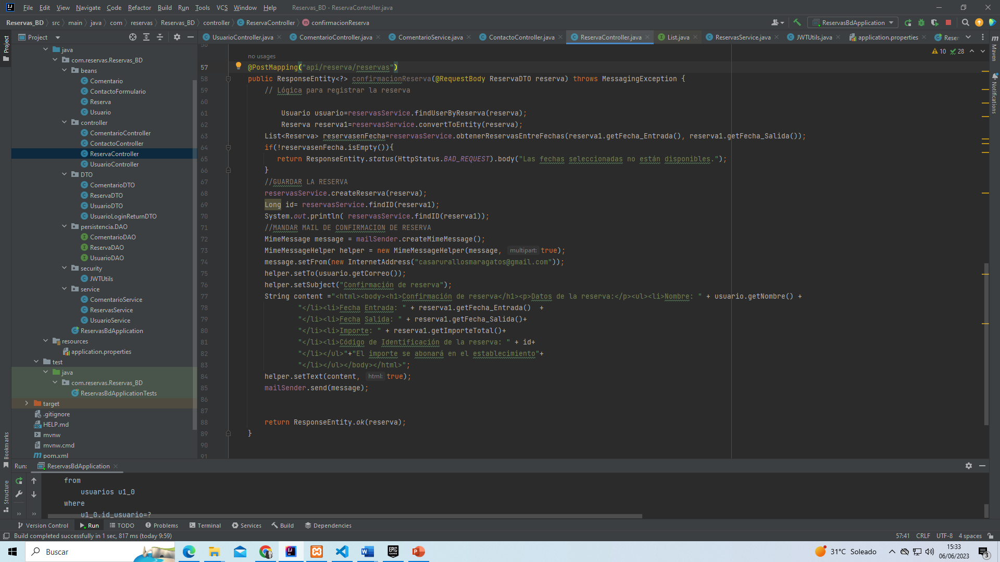 File Edit View Navigate Code Refactor Build Run Tools VCS Window Help Reservas_BD - ReservaController.java
Reservas_BD src main java com reservas Reservas_BD controller ReservaController confirmacionReserva ReservasBdApplication
Project
UsuarioController.java ComentarioController.java ComentarioService.java ContactoController.java ReservaController.java List.java ReservasService.java JWTUtils.java application.properties Reser
10 28
Project
Bookmarks
Structure
Maven
Notifications
java
com.reservas.Reservas_BD
beans
Comentario
ContactoFormulario
Reserva
Usuario
controller
ComentarioController
ContactoController
ReservaController
UsuarioController
DTO
ComentarioDTO
ReservaDTO
UsuarioDTO
UsuarioLoginReturnDTO
persistencia.DAO
ComentarioDAO
ReservaDAO
UsuarioDAO
security
JWTUtils
service
ComentarioService
ReservasService
UsuarioService
ReservasBdApplication
resources
application.properties
test
java
com.reservas.Reservas_BD
ReservasBdApplicationTests
target
.gitignore
HELP.md
mvnw
mvnw.cmd
pom.xml
56
no usages
57 @PostMapping("api/reserva/reservas")
58 public ResponseEntity<?> confirmacionReserva(@RequestBody ReservaDTO reserva) throws MessagingException {
59 // Lógica para registrar la reserva
60
61 Usuario usuario=reservasService.findUserByReserva(reserva);
62 Reserva reserva1=reservasService.convertToEntity(reserva);
63 List<Reserva> reservasenFecha=reservasService.obtenerReservasEntreFechas(reserva1.getFecha_Entrada(), reserva1.getFecha_Salida());
64 if(!reservasenFecha.isEmpty()){
65 return ResponseEntity.status(HttpStatus.BAD_REQUEST).body("Las fechas seleccionadas no están disponibles.");
66 }
67 //GUARDAR LA RESERVA
68 reservasService.createReserva(reserva);
69 Long id= reservasService.findID(reserva1);
70 System.out.println( reservasService.findID(reserva1));
71 //MANDAR MAIL DE CONFIRMACION DE RESERVA
72 MimeMessage message = mailSender.createMimeMessage();
73 MimeMessageHelper helper = new MimeMessageHelper(message, multipart: true);
74 message.setFrom(new InternetAddress("casarurallosmaragatos@gmail.com"));
75 helper.setTo(usuario.getCorreo());
76 helper.setSubject("Confirmación de reserva");
77 String content ="<html><body><h1>Confirmación de reserva</h1><p>Datos de la reserva:</p><ul><li>Nombre: " + usuario.getNombre() +
78 "</li><li>Fecha Entrada: " + reserva1.getFecha_Entrada() +
79 "</li><li>Fecha Salida: " + reserva1.getFecha_Salida()+
80 "</li><li>Importe: " + reserva1.getImporteTotal()+
81 "</li><li>Código de Identificación de la reserva: " + id+
82 "</li></ul>"+"El importe se abonará en el establecimiento"+
83 "</li></ul></body></html>";
84 helper.setText(content, html: true);
85 mailSender.send(message);
86
87
88 return ResponseEntity.ok(reserva);
89 }
90
91
Run: ReservasBdApplication
from
usuarios u1_0
where
u1_0.id_usuario=?
Version Control Run TODO Problems Terminal Services Build Dependencies
Build completed successfully in 1 sec, 817 ms (today 9:59) 57:41 CRLF UTF-8 4 spaces
Buscar 31°C Soleado 15:33
06/06/2023 3